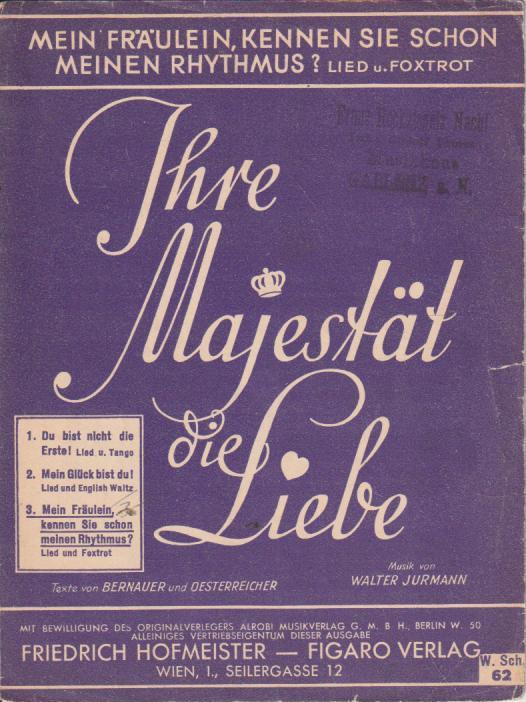 MEIN FRÄULEIN, KENNEN SIE SCHON
MEINEN RHYTHMUS? LIED u. FOXTROT
Ihre
Majestät
die
Liebe
1. Du bist nicht die
Erste! Lied u. Tango
2. Mein Glück bist du!
Lied und English Waltz
3. Mein Fräulein,
kennen Sie schon
meinen Rhythmus?
Lied und Foxtrot
Texte von BERNAUER und OESTERREICHER
Musik von
WALTER JURMANN
MIT BEWILLIGUNG DES ORIGINALVERLEGERS ALROBI MUSIKVERLAG G. M. B H., BERLIN W. 50
ALLEINIGES VERTRIEBSEIGENTUM DIESER AUSGABE
FRIEDRICH HOFMEISTER — FIGARO VERLAG
WIEN, I., SEILERGASSE 12
W. Sch.
62